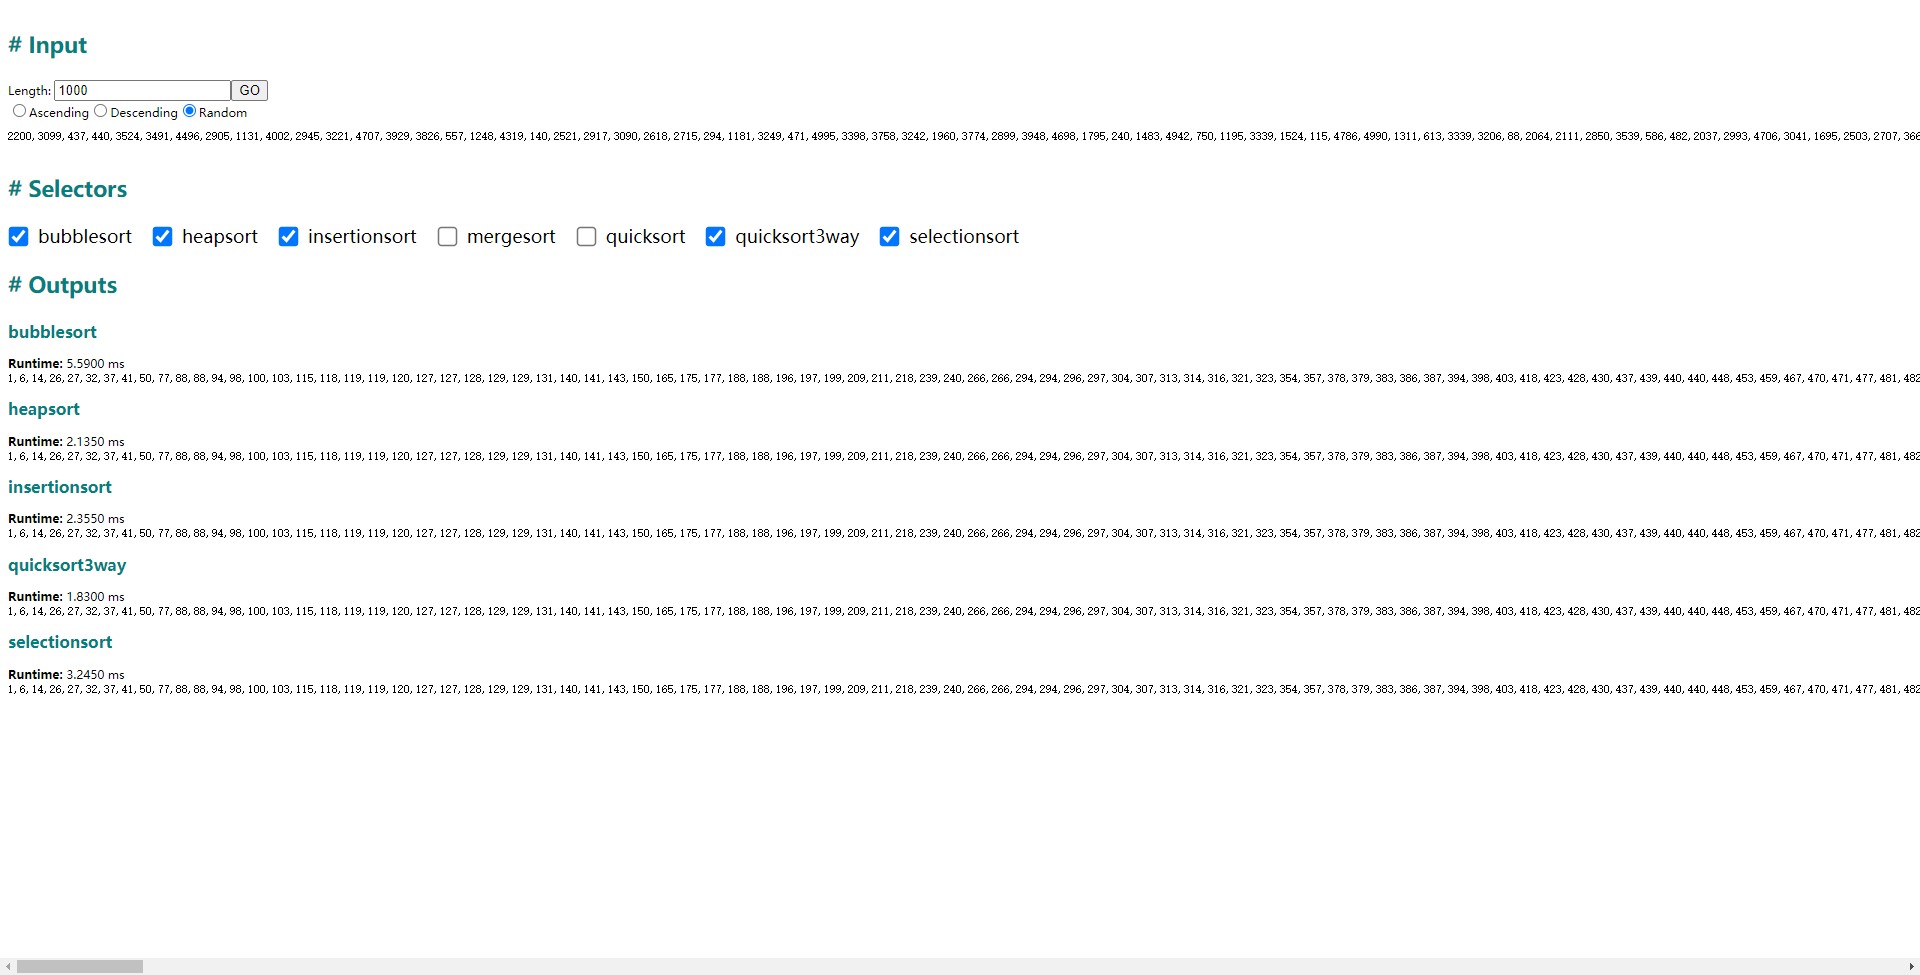 # Input
Length: 1000 GO
Ascending Descending Random
2200, 3099, 437, 440, 3524, 3491, 4496, 2905, 1131, 4002, 2945, 3221, 4707, 3929, 3826, 557, 1248, 4319, 140, 2521, 2917, 3090, 2618, 2715, 294, 1181, 3249, 471, 4995, 3398, 3758, 3242, 1960, 3774, 2899, 3948, 4698, 1795, 240, 1483, 4942, 750, 1195, 3339, 1524, 115, 4786, 4990, 1311, 613, 3339, 3206, 88, 2064, 2111, 2850, 3539, 586, 482, 2037, 2993, 4706, 3041, 1695, 2503, 2707, 366
# Selectors
bubblesort heapsort insertionsort mergesort quicksort quicksort3way selectionsort
# Outputs
bubblesort
Runtime: 5.5900 ms
1, 6, 14, 26, 27, 32, 37, 41, 50, 77, 88, 88, 94, 98, 100, 103, 115, 118, 119, 119, 120, 127, 127, 128, 129, 129, 131, 140, 141, 143, 150, 165, 175, 177, 188, 188, 196, 197, 199, 209, 211, 218, 239, 240, 266, 266, 294, 294, 296, 297, 304, 307, 313, 314, 316, 321, 323, 354, 357, 378, 379, 383, 386, 387, 394, 398, 403, 418, 423, 428, 430, 437, 439, 440, 440, 448, 453, 459, 467, 470, 471, 477, 481, 482
heapsort
Runtime: 2.1350 ms
1, 6, 14, 26, 27, 32, 37, 41, 50, 77, 88, 88, 94, 98, 100, 103, 115, 118, 119, 119, 120, 127, 127, 128, 129, 129, 131, 140, 141, 143, 150, 165, 175, 177, 188, 188, 196, 197, 199, 209, 211, 218, 239, 240, 266, 266, 294, 294, 296, 297, 304, 307, 313, 314, 316, 321, 323, 354, 357, 378, 379, 383, 386, 387, 394, 398, 403, 418, 423, 428, 430, 437, 439, 440, 440, 448, 453, 459, 467, 470, 471, 477, 481, 482
insertionsort
Runtime: 2.3550 ms
1, 6, 14, 26, 27, 32, 37, 41, 50, 77, 88, 88, 94, 98, 100, 103, 115, 118, 119, 119, 120, 127, 127, 128, 129, 129, 131, 140, 141, 143, 150, 165, 175, 177, 188, 188, 196, 197, 199, 209, 211, 218, 239, 240, 266, 266, 294, 294, 296, 297, 304, 307, 313, 314, 316, 321, 323, 354, 357, 378, 379, 383, 386, 387, 394, 398, 403, 418, 423, 428, 430, 437, 439, 440, 440, 448, 453, 459, 467, 470, 471, 477, 481, 482
quicksort3way
Runtime: 1.8300 ms
1, 6, 14, 26, 27, 32, 37, 41, 50, 77, 88, 88, 94, 98, 100, 103, 115, 118, 119, 119, 120, 127, 127, 128, 129, 129, 131, 140, 141, 143, 150, 165, 175, 177, 188, 188, 196, 197, 199, 209, 211, 218, 239, 240, 266, 266, 294, 294, 296, 297, 304, 307, 313, 314, 316, 321, 323, 354, 357, 378, 379, 383, 386, 387, 394, 398, 403, 418, 423, 428, 430, 437, 439, 440, 440, 448, 453, 459, 467, 470, 471, 477, 481, 482
selectionsort
Runtime: 3.2450 ms
1, 6, 14, 26, 27, 32, 37, 41, 50, 77, 88, 88, 94, 98, 100, 103, 115, 118, 119, 119, 120, 127, 127, 128, 129, 129, 131, 140, 141, 143, 150, 165, 175, 177, 188, 188, 196, 197, 199, 209, 211, 218, 239, 240, 266, 266, 294, 294, 296, 297, 304, 307, 313, 314, 316, 321, 323, 354, 357, 378, 379, 383, 386, 387, 394, 398, 403, 418, 423, 428, 430, 437, 439, 440, 440, 448, 453, 459, 467, 470, 471, 477, 481, 482